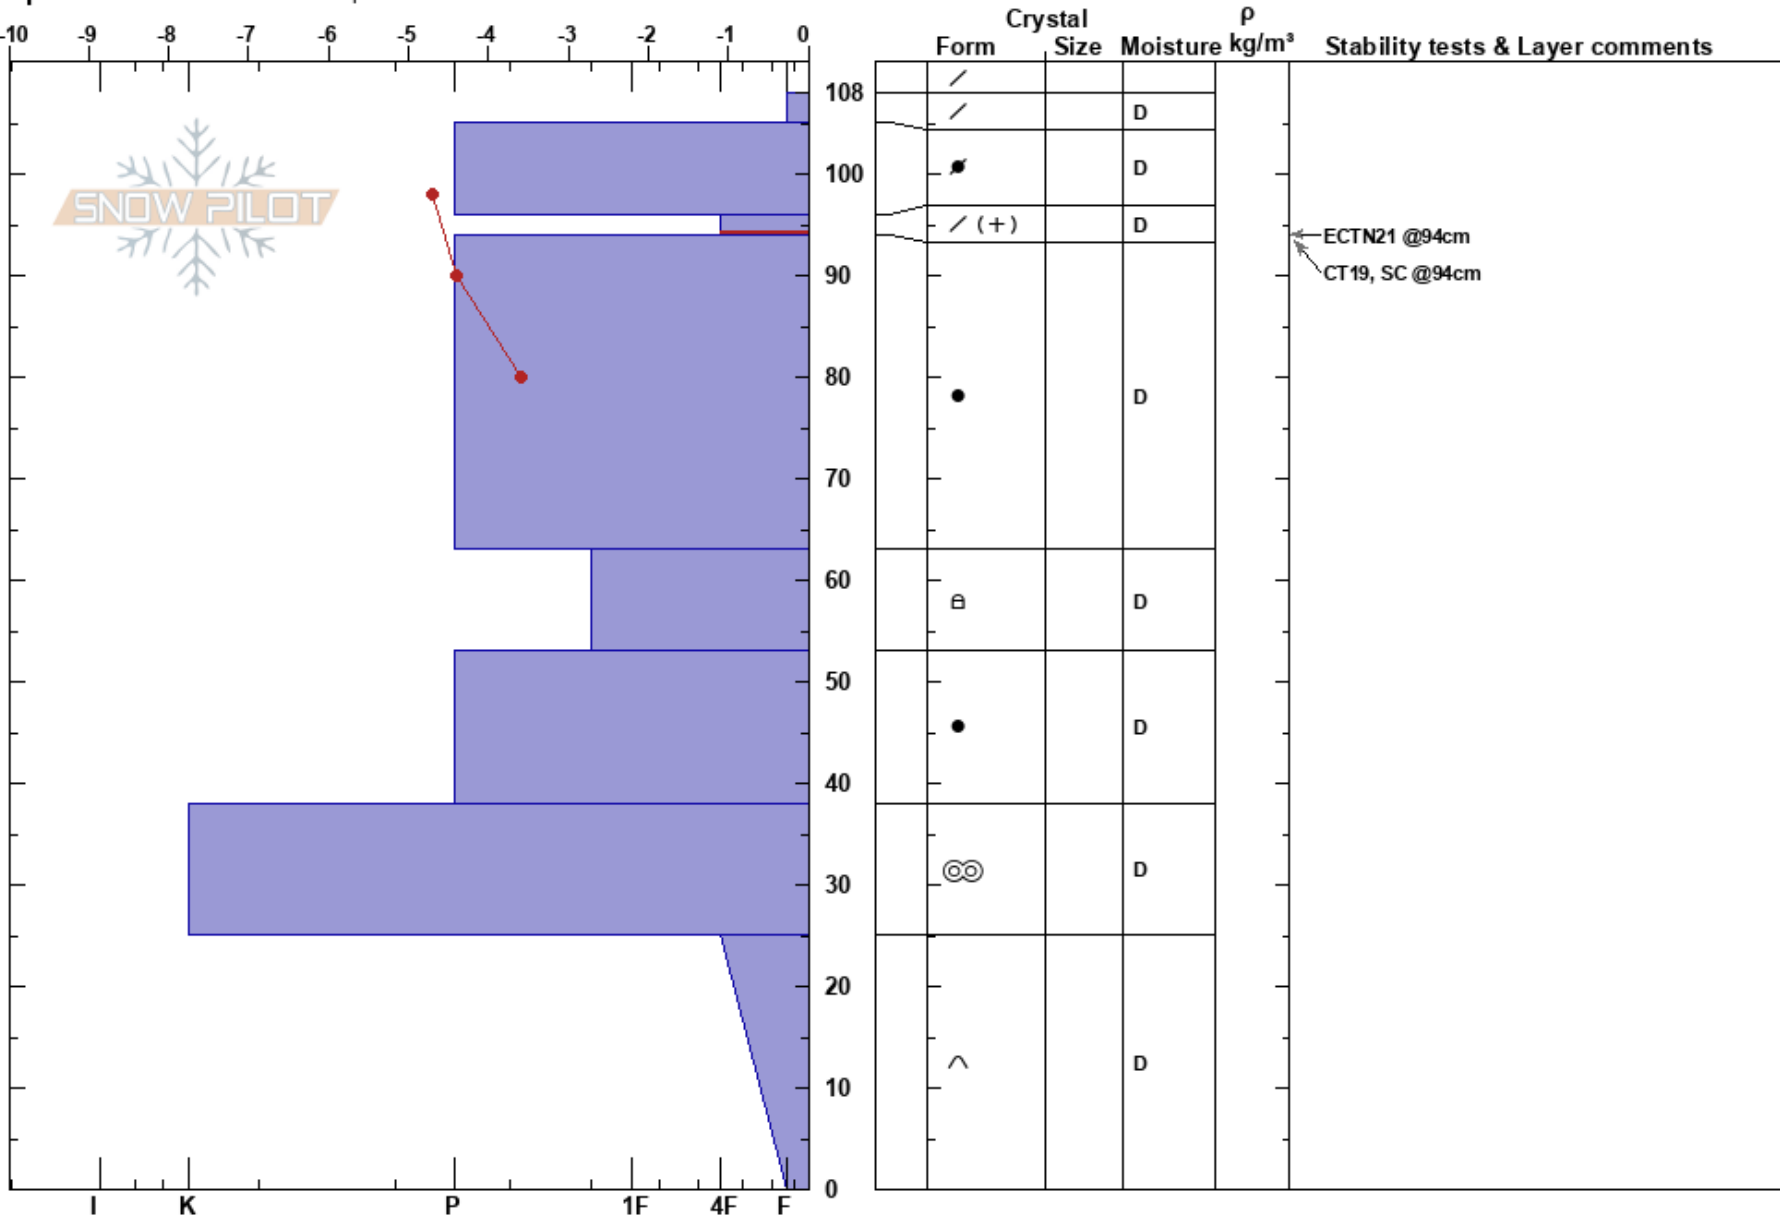 Crystal ρ
-10 -9 -8 -7 -6 -5 -4 -3 -2 -1 0 Form Size Moisture kg/m³ Stability tests & Layer comments
108
D
SNOW PILOT
100 D
(+) D
ECTN21 @94cm
90 CT19, SC @94cm
80
D
70
60 D
50
D
40
30 D
20
10 D
0
I K P 1F 4F F